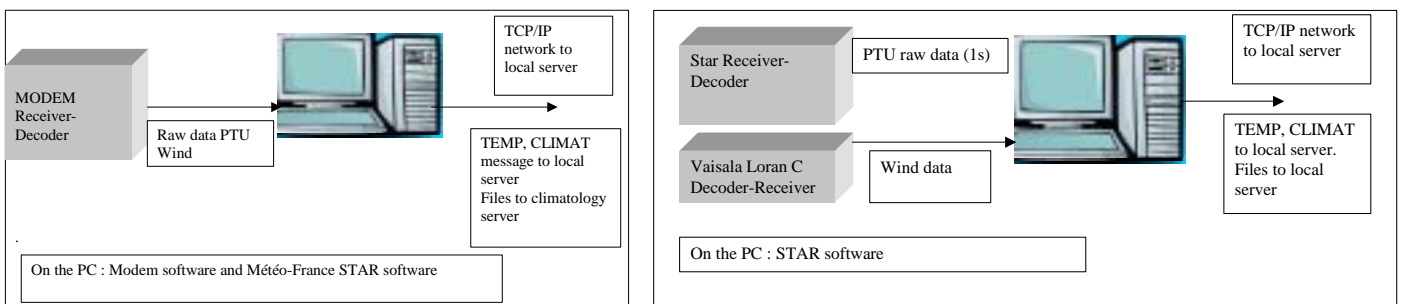 MODEM
Receiver-
Decoder
Raw data PTU
Wind
TCP/IP
network to
local server
TEMP, CLIMAT
message to local
server
Files to climatology
server
.
On the PC : Modem software and Météo-France STAR software
Star Receiver-
Decoder
PTU raw data (1s)
Vaisala Loran C
Decoder-Receiver
Wind data
TCP/IP network
to local server
TEMP, CLIMAT
to local server.
Files to local
server
On the PC : STAR software